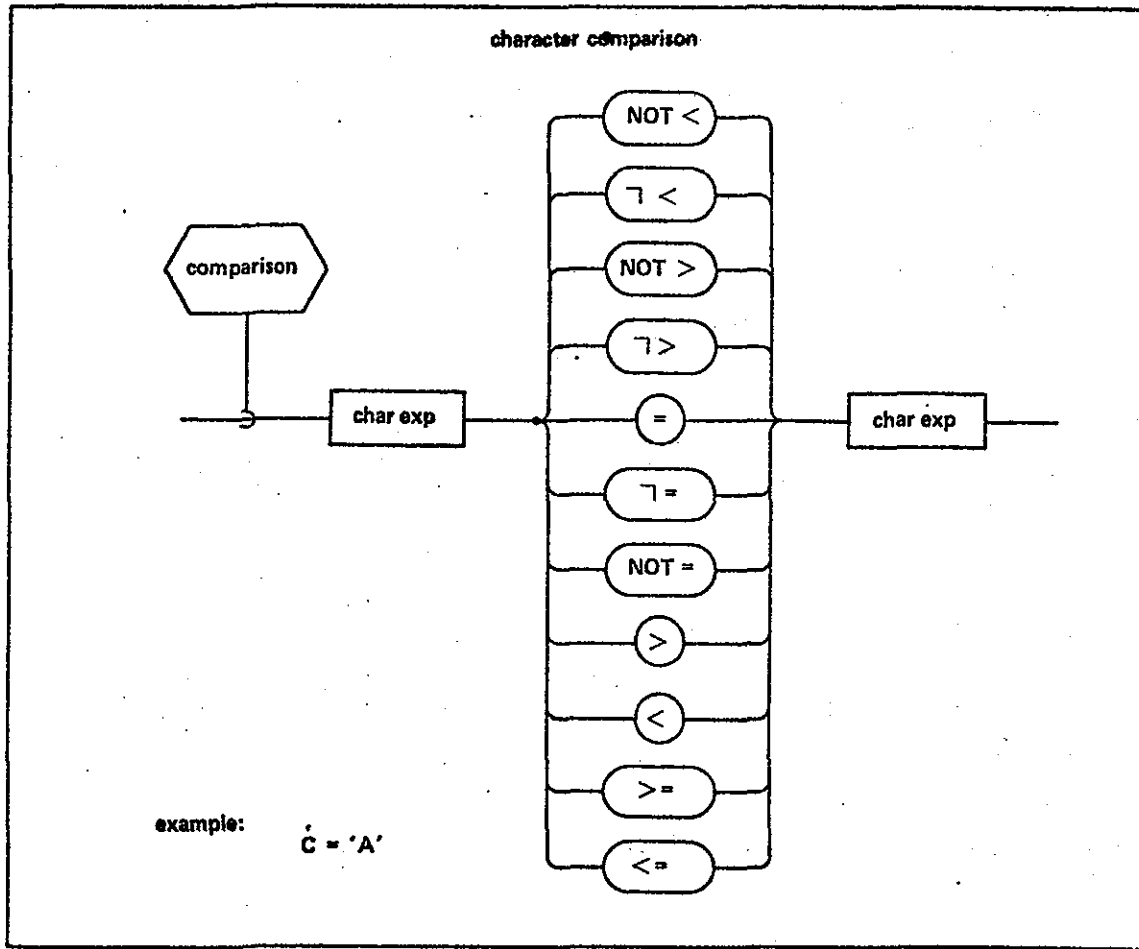 character comparison
NOT <
¬ <
NOT >
¬ >
comparison
char exp
=
char exp
¬ =
NOT =
>
<
> =
< =
example:
Ċ = 'A'